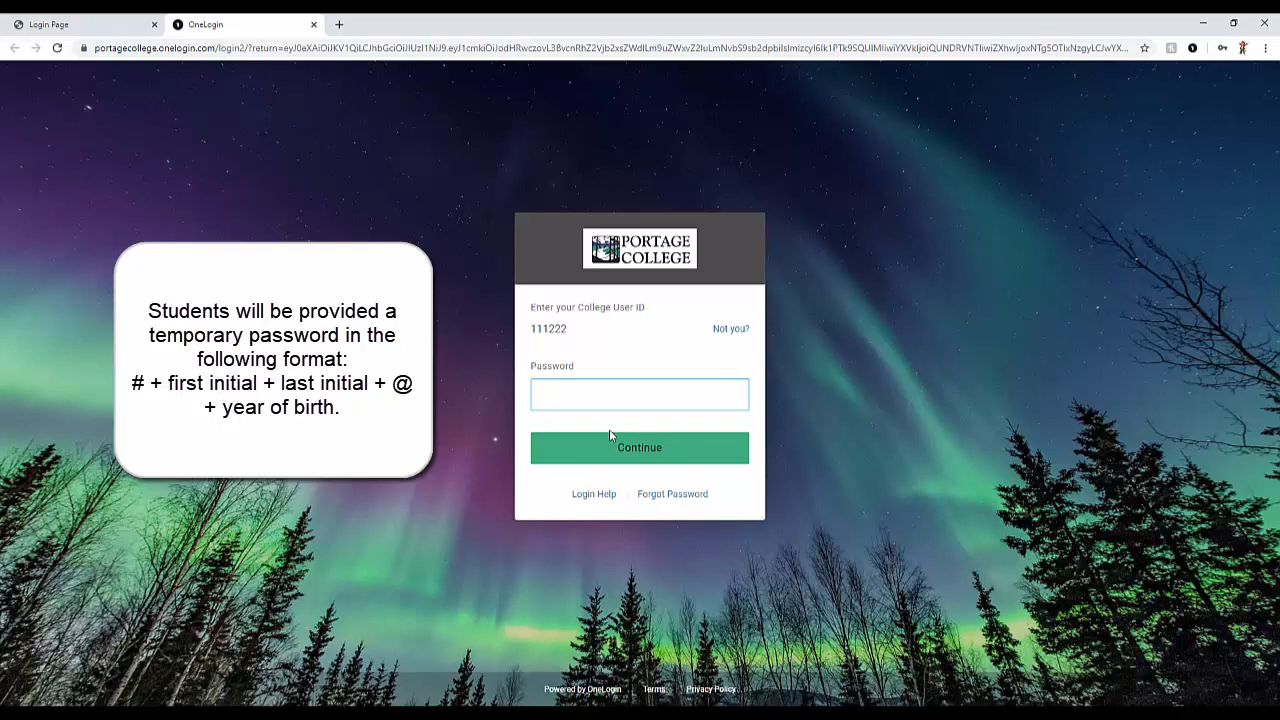 Login Page
OneLogin
Students will be provided a
temporary password in the
following format:
# + first initial + last initial + @
+ year of birth.
PORTAGE
COLLEGE
Enter your College User ID
111222
Not you?
Password
Continue
Login Help
Forgot Password
Powered by OneLogin
Terms
Privacy Policy